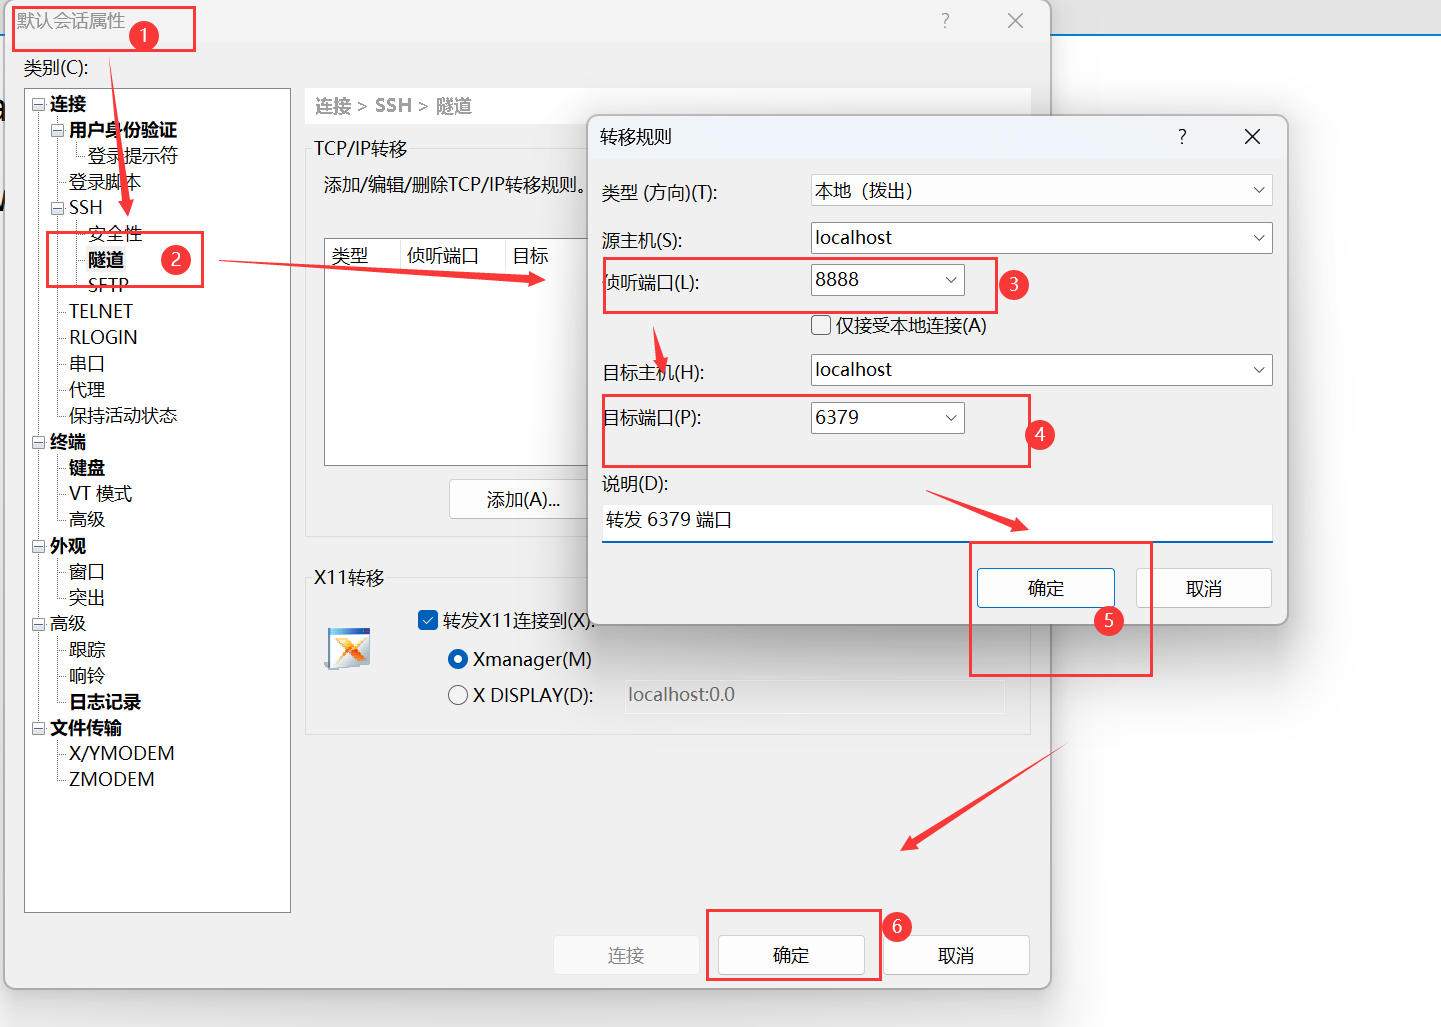 默认会话属性
1
?
类别(C):
连接
用户身份验证
登录提示符
登录脚本
SSH
安全性
隧道
2
SFTP
TELNET
RLOGIN
串口
代理
保持活动状态
终端
键盘
VT 模式
高级
外观
窗口
突出
高级
跟踪
响铃
日志记录
文件传输
X/YMODEM
ZMODEM
连接 > SSH > 隧道
TCP/IP转移
添加/编辑/删除TCP/IP转移规则。
类型 侦听端口 目标
添加(A)...
X11转移
转发X11连接到(X):
Xmanager(M)
X DISPLAY(D): localhost:0.0
转移规则 ?
类型 (方向)(T): 本地（拨出）
源主机(S): localhost
侦听端口(L): 8888
3
仅接受本地连接(A)
目标主机(H): localhost
目标端口(P): 6379
4
说明(D):
转发 6379 端口
确定 取消
5
6
连接 确定 取消